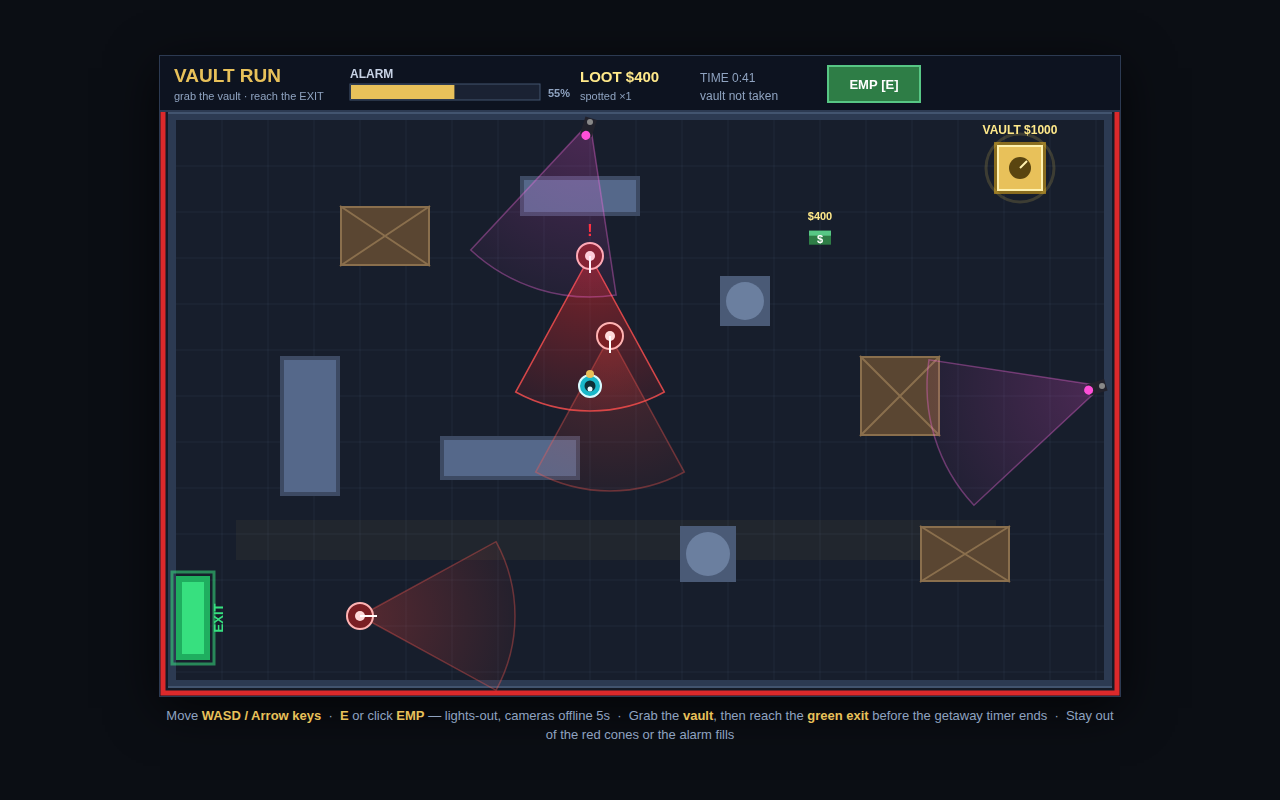 VAULT RUN
grab the vault · reach the EXIT
ALARM
55%
LOOT $400
spotted ×1
TIME 0:41
vault not taken
EMP [E]
VAULT $1000
$400
$
!
EXIT
Move WASD / Arrow keys · E or click EMP — lights-out, cameras offline 5s · Grab the vault, then reach the green exit before the getaway timer ends · Stay out
of the red cones or the alarm fills